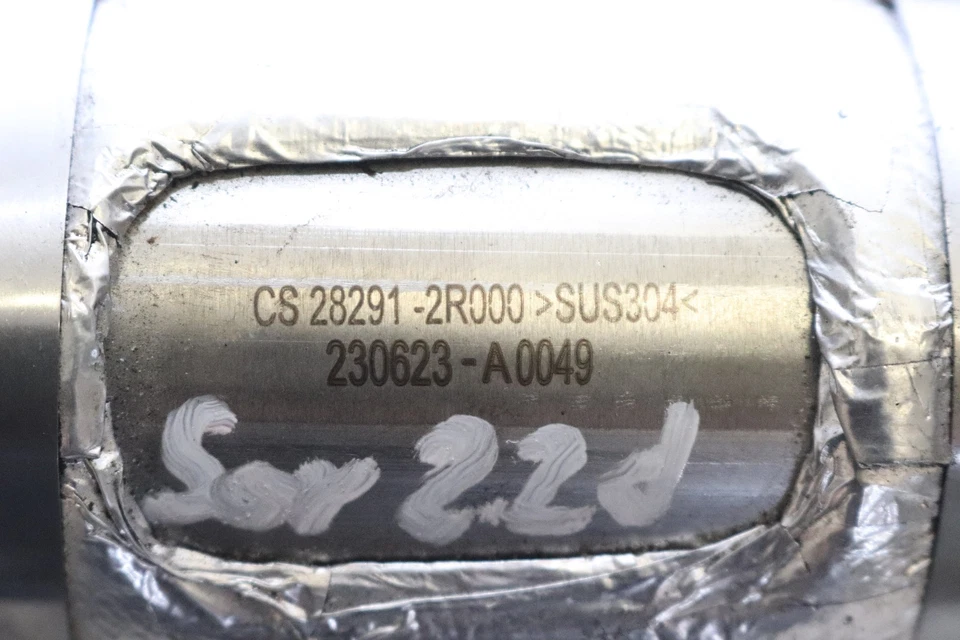 CS 28291-2R000 >SUS304<
230623-A0049
Sor 22d